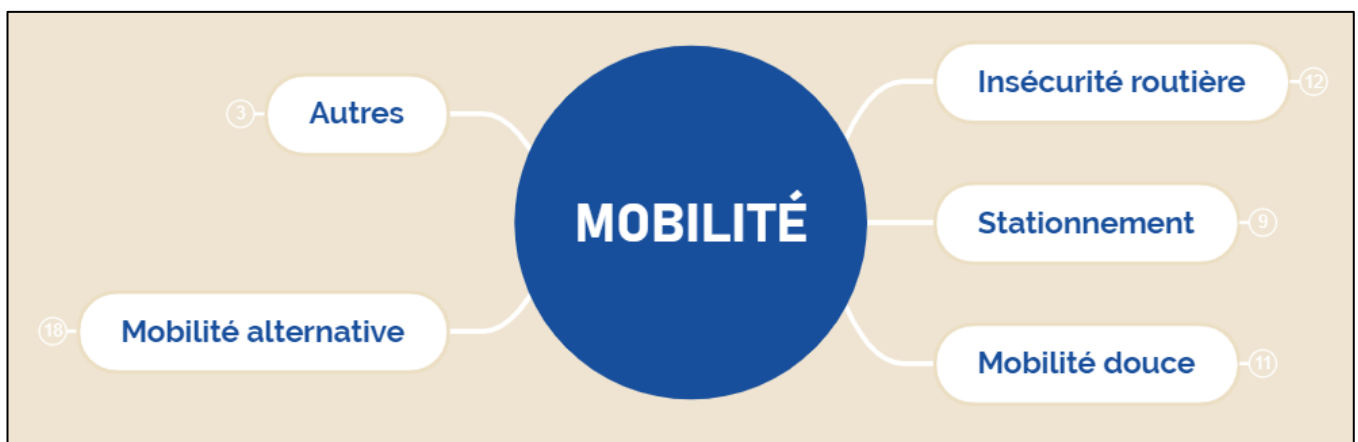 MOBILITÉ
Autres
3
Mobilité alternative
18
Insécurité routière
12
Stationnement
9
Mobilité douce
11